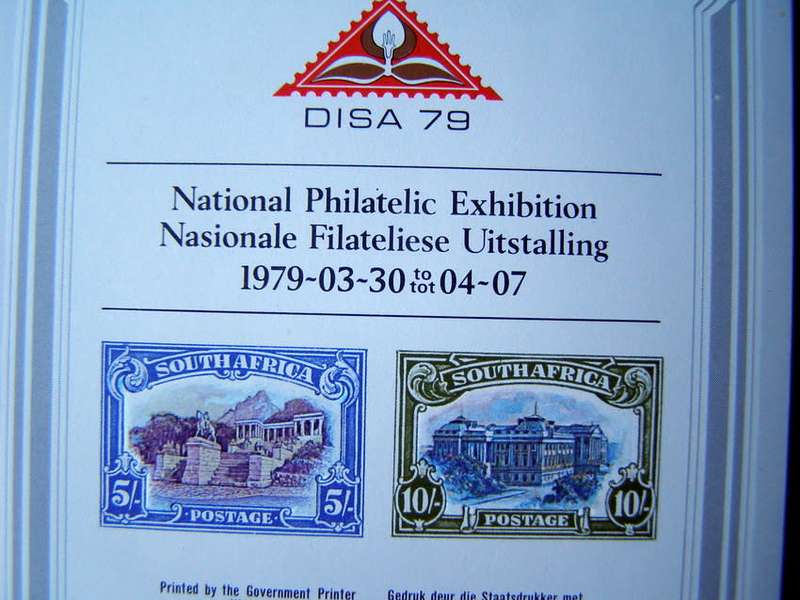 DISA 79
National Philatelic Exhibition
Nasionale Filateliese Uitstalling
1979-03-30 to/tot 04-07
SOUTH AFRICA
5/-
5/-
POSTAGE
SOUTH AFRICA
10/-
10/-
POSTAGE
Printed by the Government Printer
Gedruk deur die Staatsdrukker met